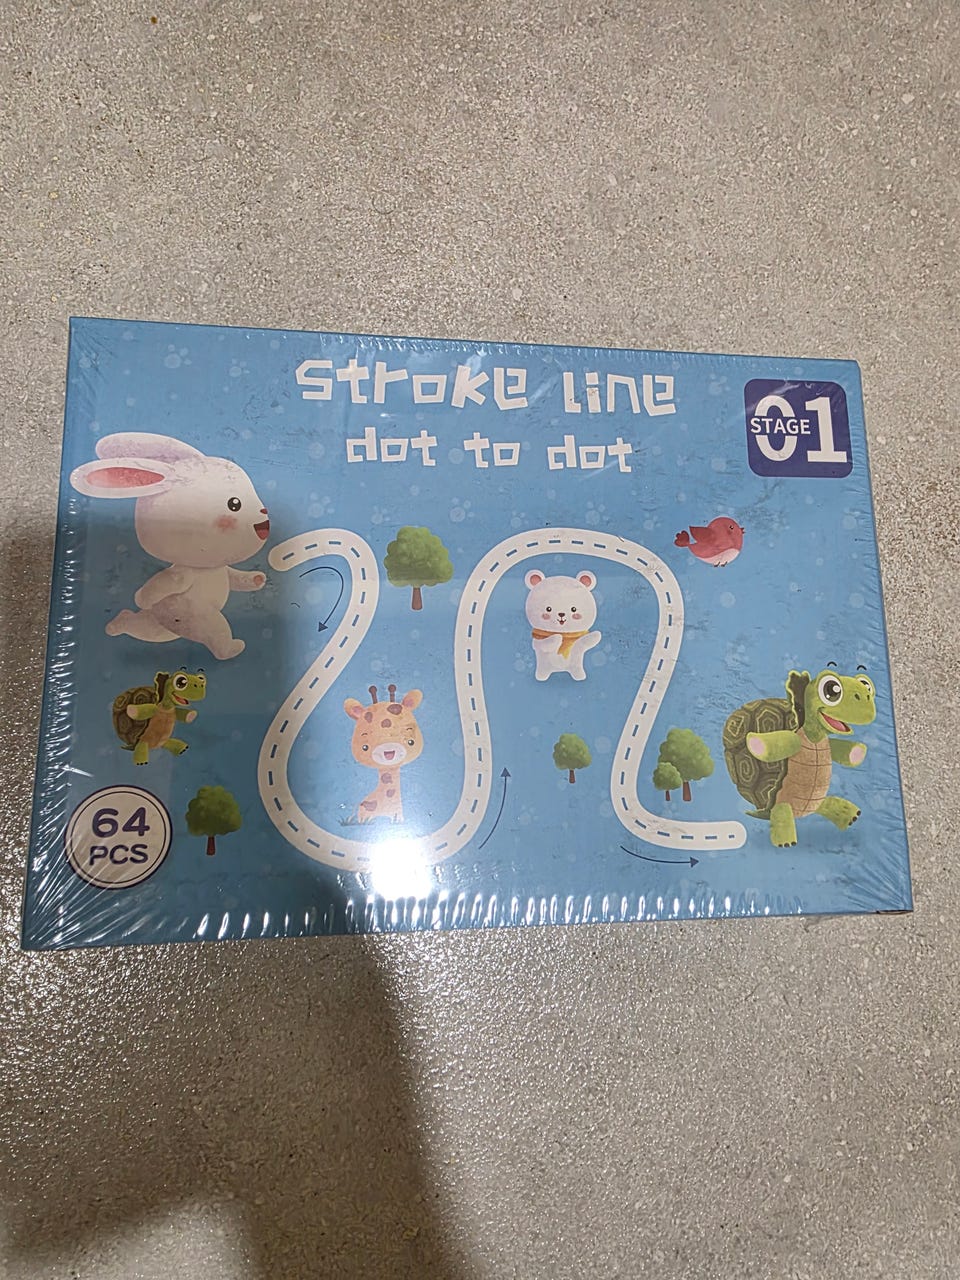 stroke line
dot to dot
STAGE 01
64
PCS